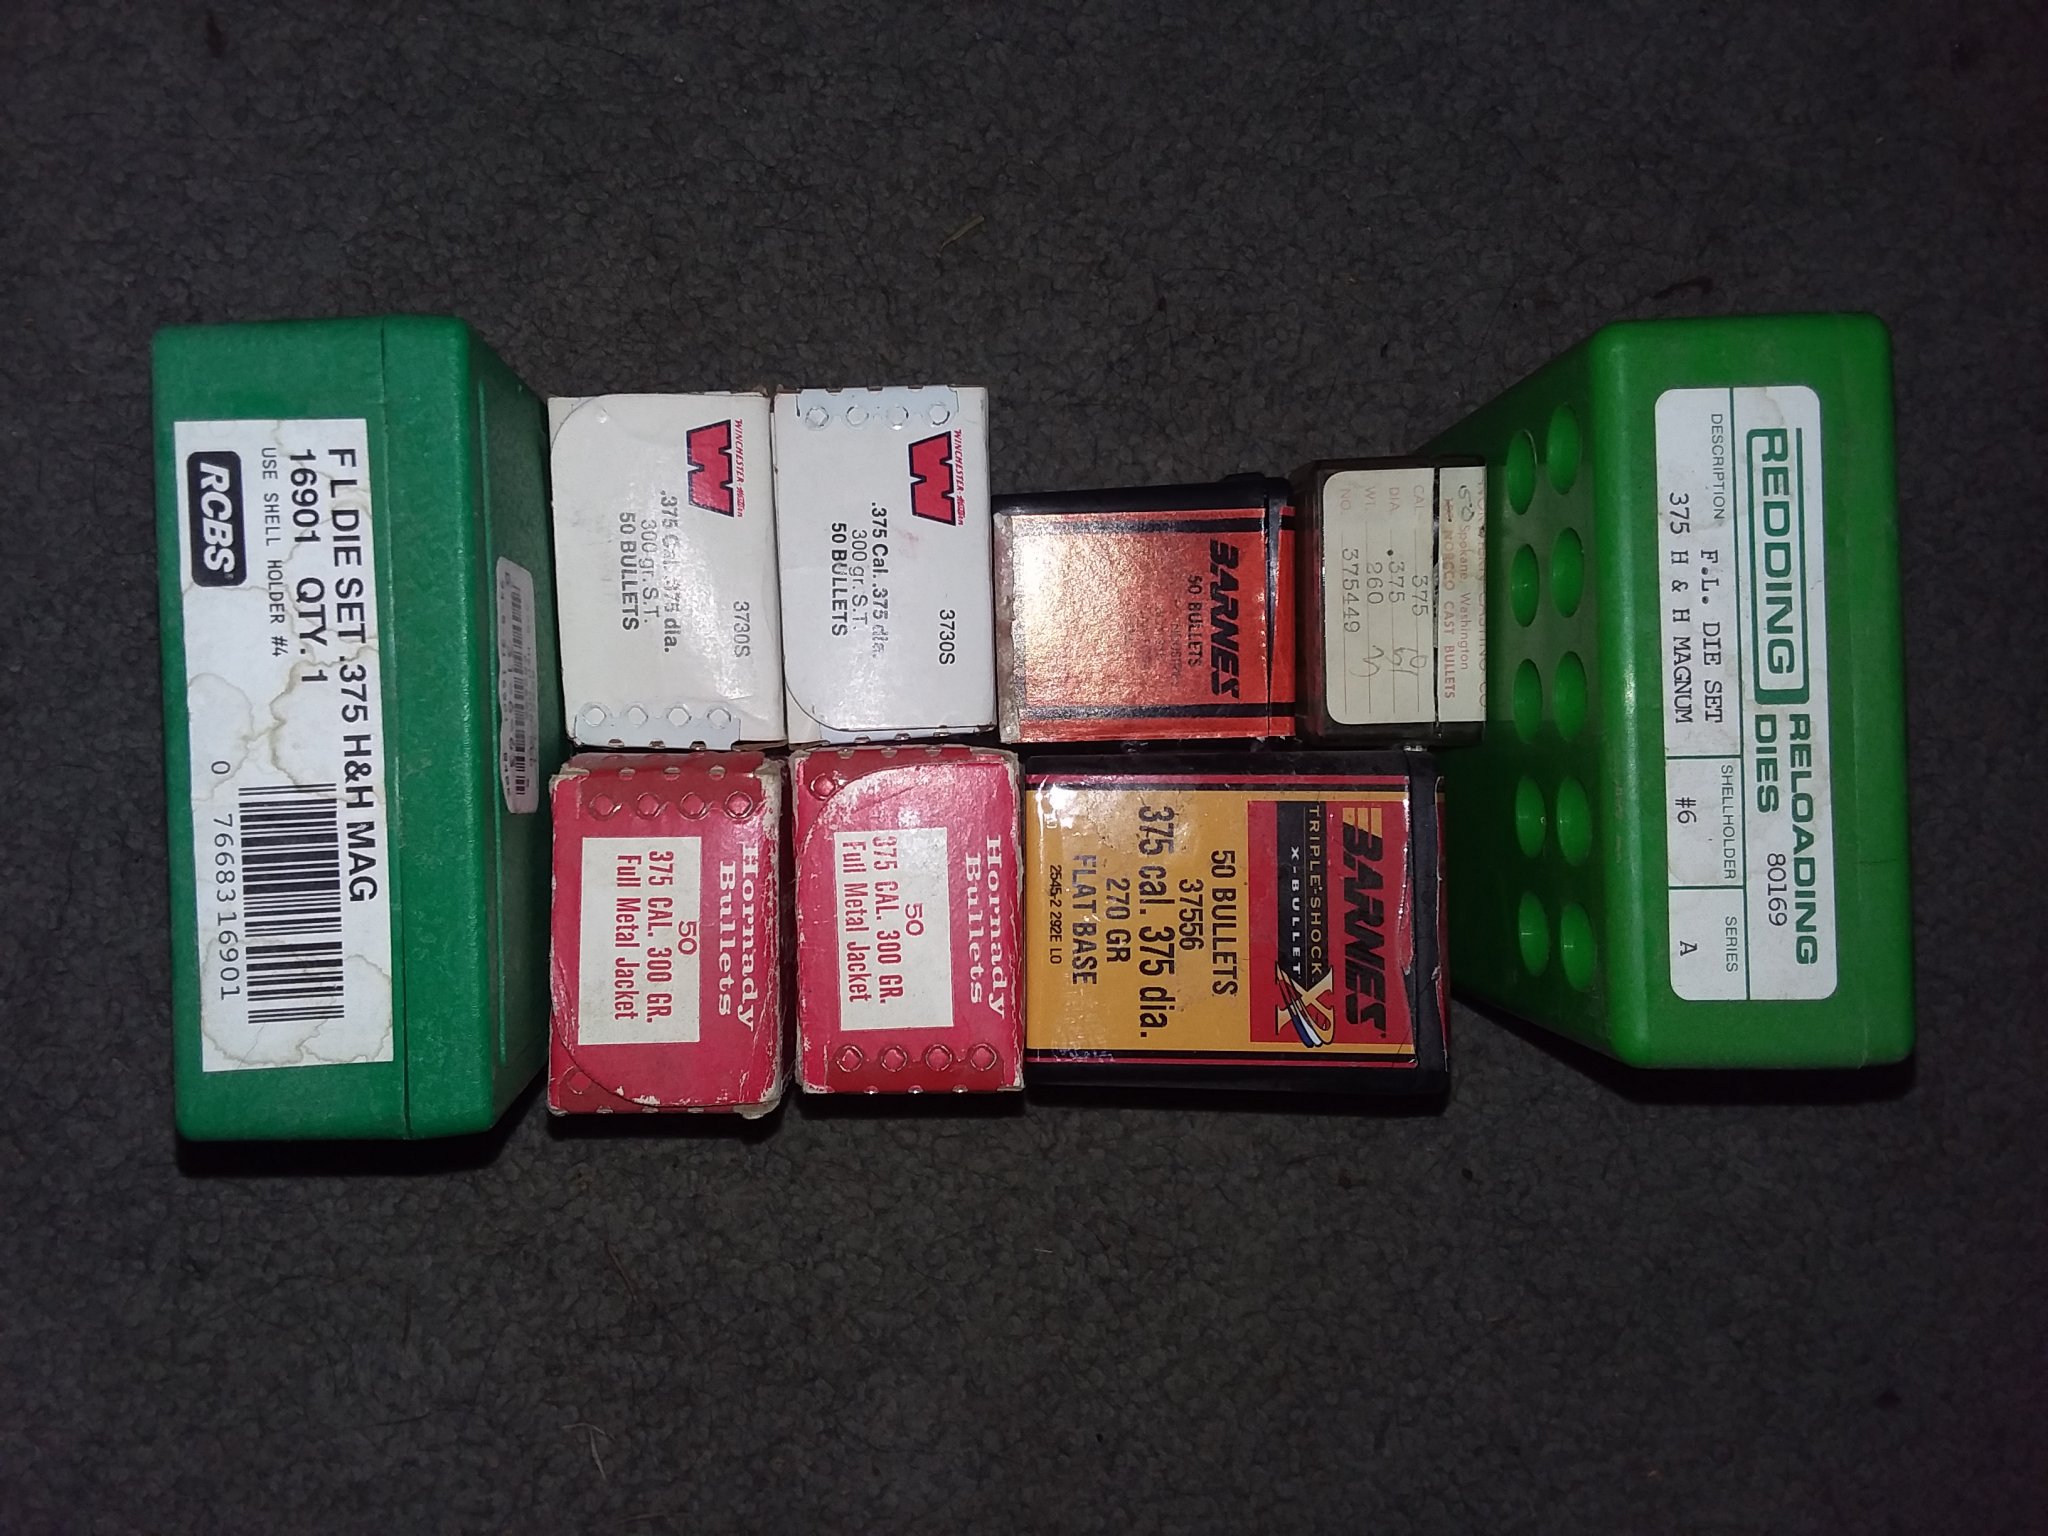 F L DIE SET .375 H&H MAG
16901 QTY. 1
USE SHELL HOLDER #4
RCBS
0 76683 16901
WINCHESTER
W
3730S
.375 Cal. .375 dia.
300 gr. S.T.
50 BULLETS
WINCHESTER
W
3730S
.375 Cal. .375 dia.
300 gr. S.T.
50 BULLETS
BARNES
50 BULLETS
Spokane, Washington
NORCCO CAST BULLETS
CAL. 375
DIA. .375
WT. 260
NO. 375449
Hornady
Bullets
50
375 CAL. 300 GR.
Full Metal Jacket
Hornady
Bullets
50
375 CAL. 300 GR.
Full Metal Jacket
BARNES
TRIPLE-SHOCK
X-BULLET
50 BULLETS
37556
375 cal. .375 dia.
270 GR
FLAT BASE
2545-2 292E LO
REDDING RELOADING DIES
80169
DESCRIPTION SHELLHOLDER SERIES
F.L. DIE SET #6 A
375 H & H MAGNUM